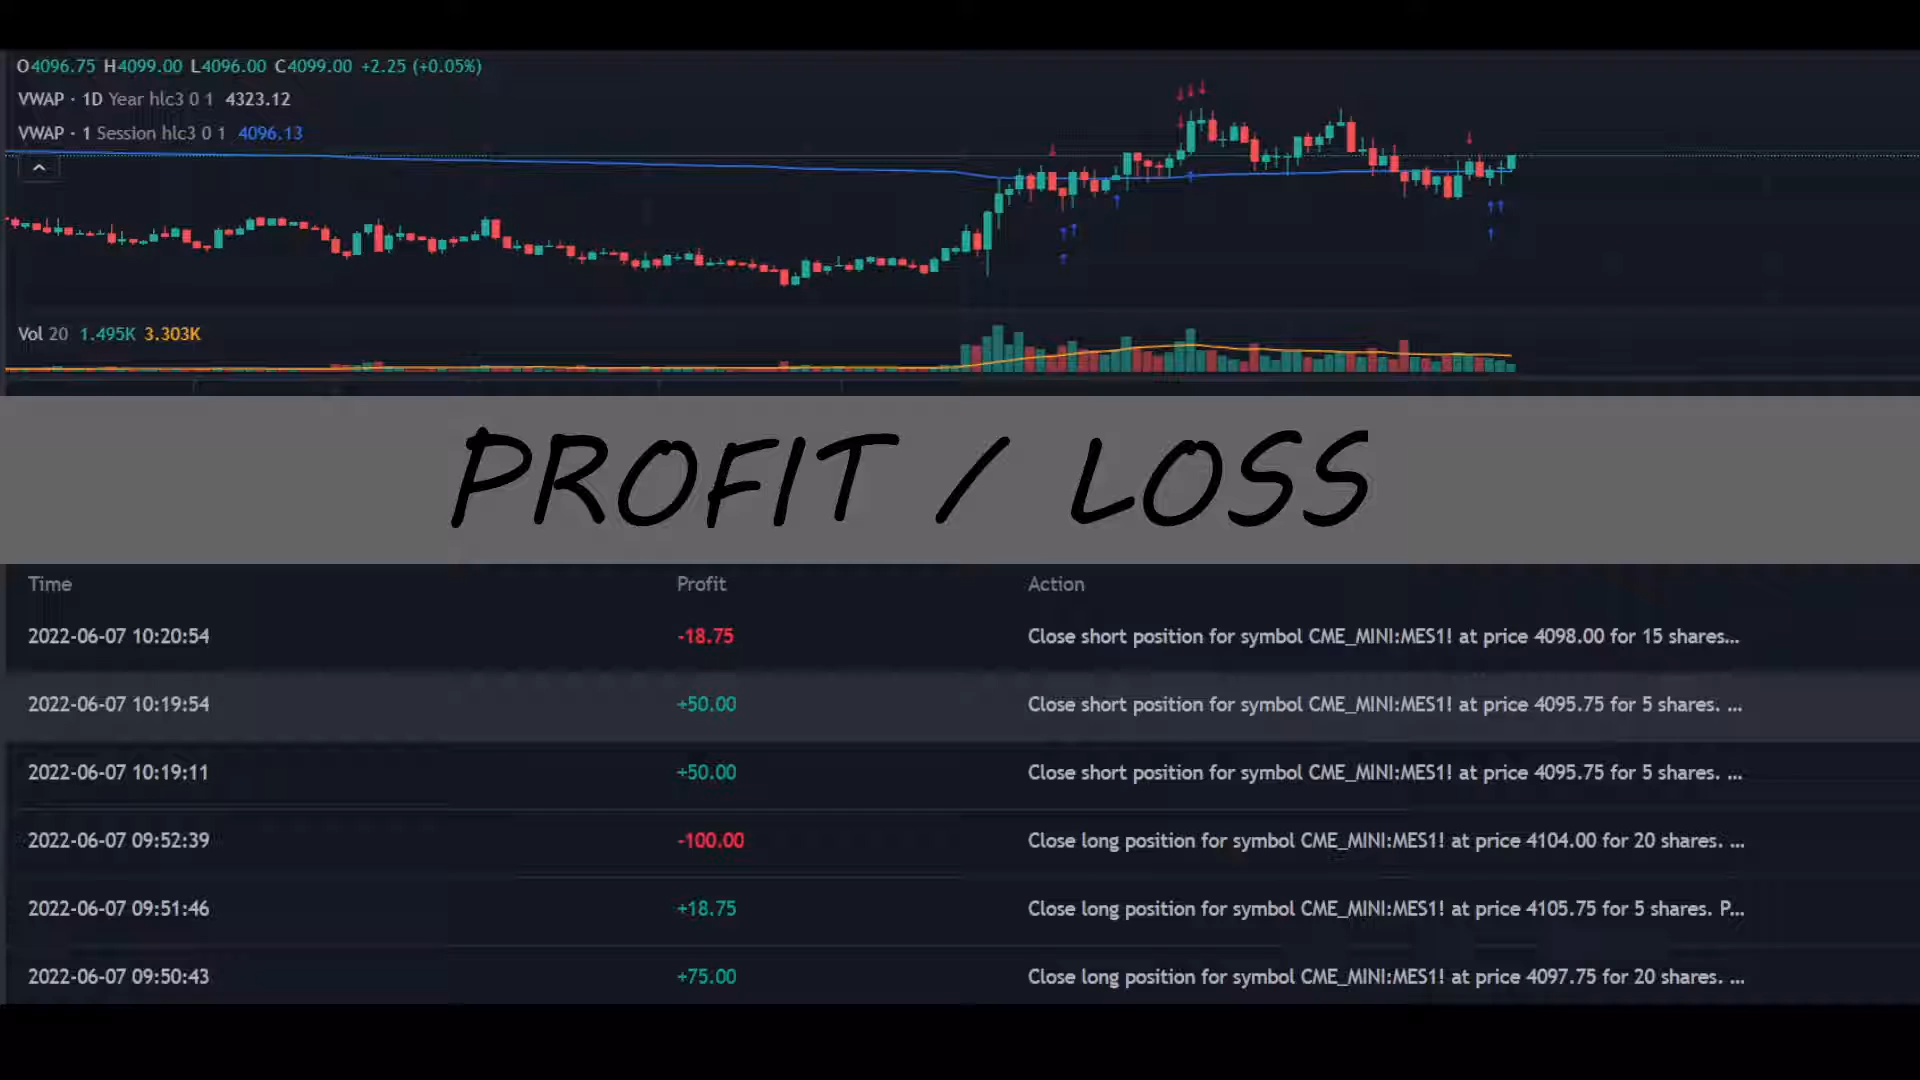 O4096.75 H4099.00 L4096.00 C4099.00 +2.25 (+0.05%)
VWAP · 1D Year hlc3 0 1 4323.12
VWAP · 1 Session hlc3 0 1 4096.13
Vol 20 1.495K 3.303K
PROFIT / LOSS
Time Profit Action
2022-06-07 10:20:54 -18.75 Close short position for symbol CME_MINI:MES1! at price 4098.00 for 15 shares...
2022-06-07 10:19:54 +50.00 Close short position for symbol CME_MINI:MES1! at price 4095.75 for 5 shares. ...
2022-06-07 10:19:11 +50.00 Close short position for symbol CME_MINI:MES1! at price 4095.75 for 5 shares. ...
2022-06-07 09:52:39 -100.00 Close long position for symbol CME_MINI:MES1! at price 4104.00 for 20 shares. ...
2022-06-07 09:51:46 +18.75 Close long position for symbol CME_MINI:MES1! at price 4105.75 for 5 shares. P...
2022-06-07 09:50:43 +75.00 Close long position for symbol CME_MINI:MES1! at price 4097.75 for 20 shares. ...